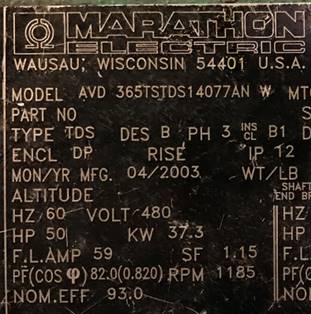 MARATHON
ELECTRIC
WAUSAU, WISCONSIN 54401 U.S.A.
MODEL AVD 365TSTDS14077AN W
PART NO
TYPE TDS DES B PH 3 INS CL B1
ENCL DP RISE IP 12
MON/YR MFG. 04/2003 WT/LB
ALTITUDE
HZ 60 VOLT 480 HZ
HP 50 KW 37.3 HP
F.L.AMP 59 SF 1.15 F.L.
PF(COS φ) 82.0(0.820) RPM 1185 PF(
NOM.EFF 93.0